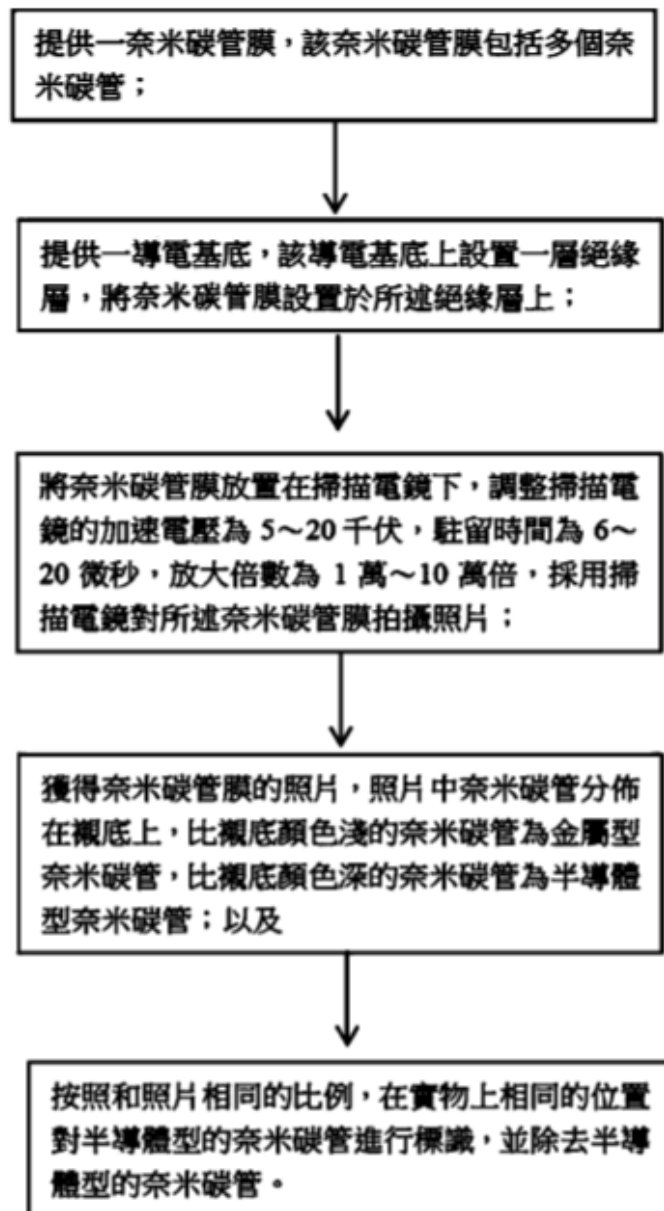 提供一奈米碳管膜，該奈米碳管膜包括多個奈
米碳管；
提供一導電基底，該導電基底上設置一層絕緣
層，將奈米碳管膜設置於所述絕緣層上；
將奈米碳管膜放置在掃描電鏡下，調整掃描電
鏡的加速電壓為 5～20 千伏，駐留時間為 6～
20 微秒，放大倍數為 1 萬～10 萬倍，採用掃
描電鏡對所述奈米碳管膜拍攝照片；
獲得奈米碳管膜的照片，照片中奈米碳管分佈
在襯底上，比襯底顏色淺的奈米碳管為金屬型
奈米碳管，比襯底顏色深的奈米碳管為半導體
型奈米碳管；以及
按照和照片相同的比例，在實物上相同的位置
對半導體型的奈米碳管進行標識，並除去半導
體型的奈米碳管。